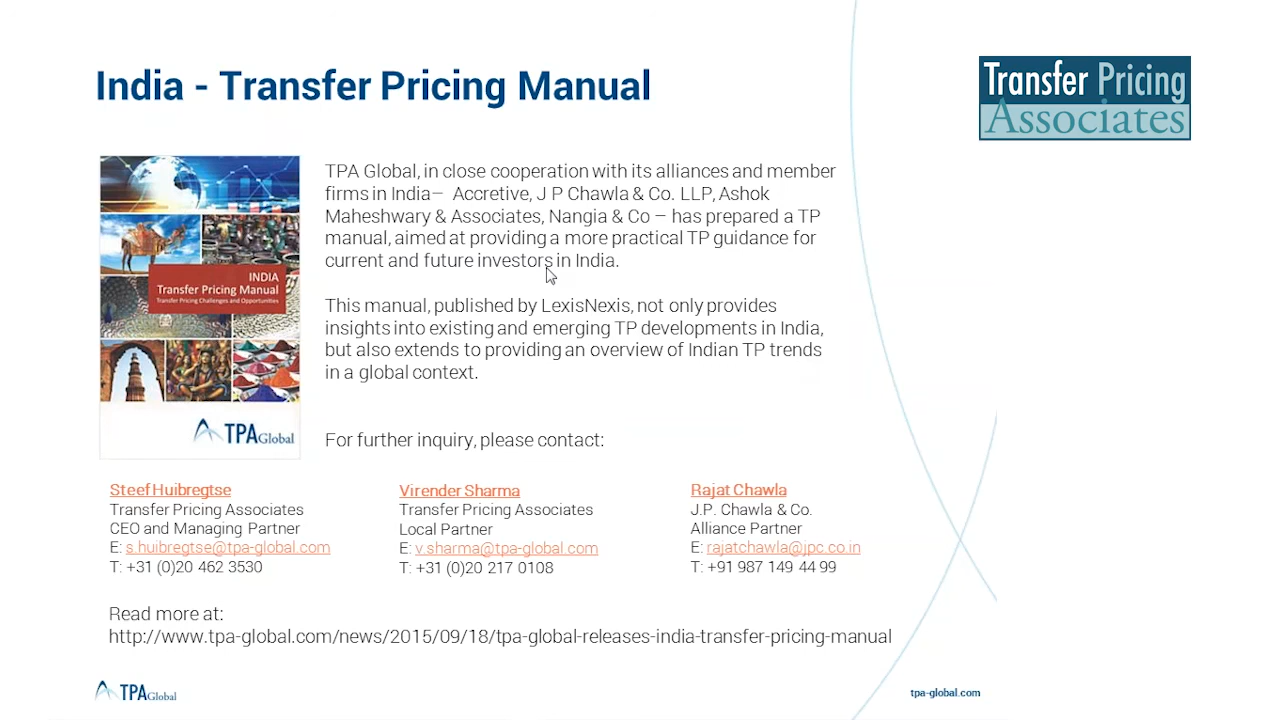 India - Transfer Pricing Manual
Transfer Pricing
Associates
INDIA
Transfer Pricing Manual
Transfer Pricing Challenges and Opportunities
TPA Global
TPA Global, in close cooperation with its alliances and member
firms in India– Accretive, J P Chawla & Co. LLP, Ashok
Maheshwary & Associates, Nangia & Co – has prepared a TP
manual, aimed at providing a more practical TP guidance for
current and future investors in India.
This manual, published by LexisNexis, not only provides
insights into existing and emerging TP developments in India,
but also extends to providing an overview of Indian TP trends
in a global context.
For further inquiry, please contact:
Steef Huibregtse
Transfer Pricing Associates
CEO and Managing Partner
E: s.huibregtse@tpa-global.com
T: +31 (0)20 462 3530
Virender Sharma
Transfer Pricing Associates
Local Partner
E: v.sharma@tpa-global.com
T: +31 (0)20 217 0108
Rajat Chawla
J.P. Chawla & Co.
Alliance Partner
E: rajatchawla@jpc.co.in
T: +91 987 149 44 99
Read more at:
http://www.tpa-global.com/news/2015/09/18/tpa-global-releases-india-transfer-pricing-manual
TPA Global
tpa-global.com